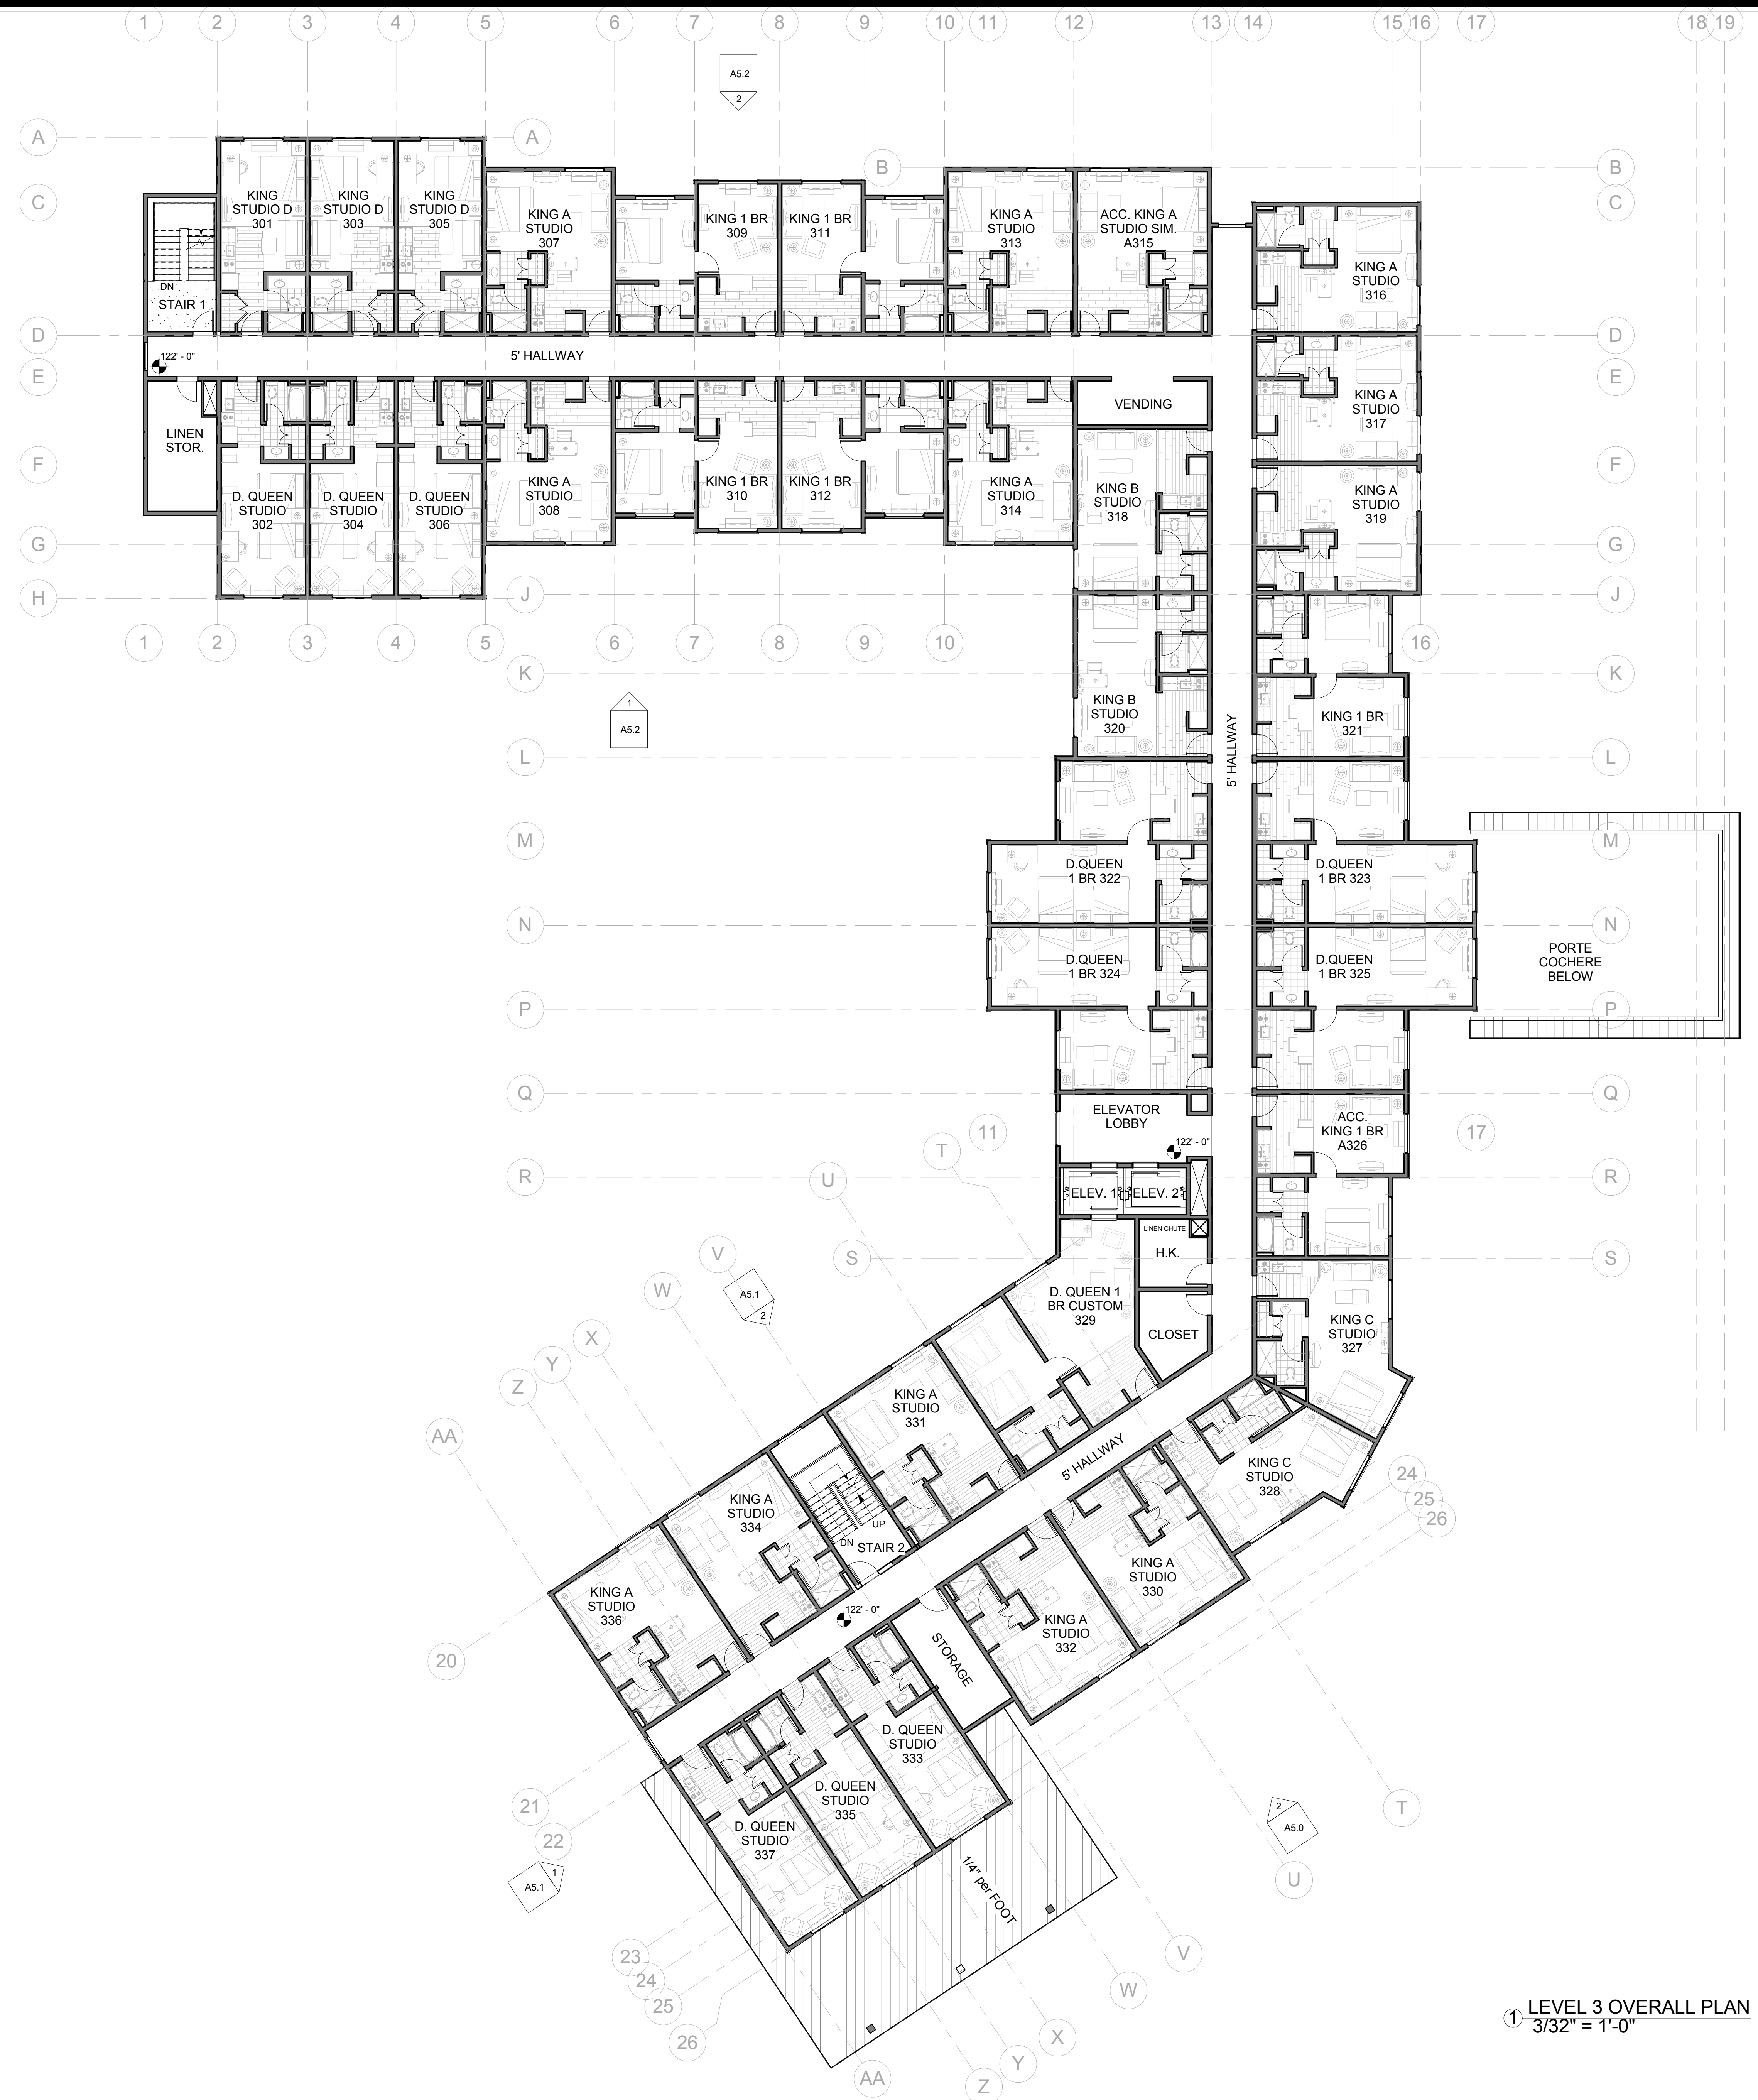 1 2 3 4 5 6 7 8 9 10 11 12 13 14 15 16 17 18 19
A5.2
2
A A
B B
C C
KING
STUDIO D
301
KING
STUDIO D
303
KING
STUDIO D
305
KING A
STUDIO
307
KING 1 BR
309
KING 1 BR
311
KING A
STUDIO
313
ACC. KING A
STUDIO SIM.
A315
KING A
STUDIO
316
DN
STAIR 1
D D
122' - 0"
5' HALLWAY
E E
LINEN
STOR.
VENDING
KING A
STUDIO
317
F F
D. QUEEN
STUDIO
302
D. QUEEN
STUDIO
304
D. QUEEN
STUDIO
306
KING A
STUDIO
308
KING 1 BR
310
KING 1 BR
312
KING A
STUDIO
314
KING B
STUDIO
318
KING A
STUDIO
319
G G
H J J
1 2 3 4 5 6 7 8 9 10 16
K K
1
A5.2
KING B
STUDIO
320
KING 1 BR
321
5' HALLWAY
L L
M M
D.QUEEN
1 BR 322
D.QUEEN
1 BR 323
N N
D.QUEEN
1 BR 324
D.QUEEN
1 BR 325
PORTE
COCHERE
BELOW
P P
Q Q
ELEVATOR
LOBBY
122' - 0"
ACC.
KING 1 BR
A326
11 17
T
R R
U
ELEV. 1
ELEV. 2
LINEN CHUTE
H.K.
V S S
A5.1
2
W
D. QUEEN 1
BR CUSTOM
329
CLOSET
KING C
STUDIO
327
X
Y
Z
AA
KING A
STUDIO
331
5' HALLWAY
KING C
STUDIO
328
24
25
26
KING A
STUDIO
334
UP
DN
STAIR 2
KING A
STUDIO
330
KING A
STUDIO
336
122' - 0"
KING A
STUDIO
332
STORAGE
20
D. QUEEN
STUDIO
333
D. QUEEN
STUDIO
335
D. QUEEN
STUDIO
337
21
22
T
2
A5.0
1
A5.1
1/4" per FOOT
U
23
24
25
26
V
W
X
Y
Z
AA
1
LEVEL 3 OVERALL PLAN
3/32" = 1'-0"